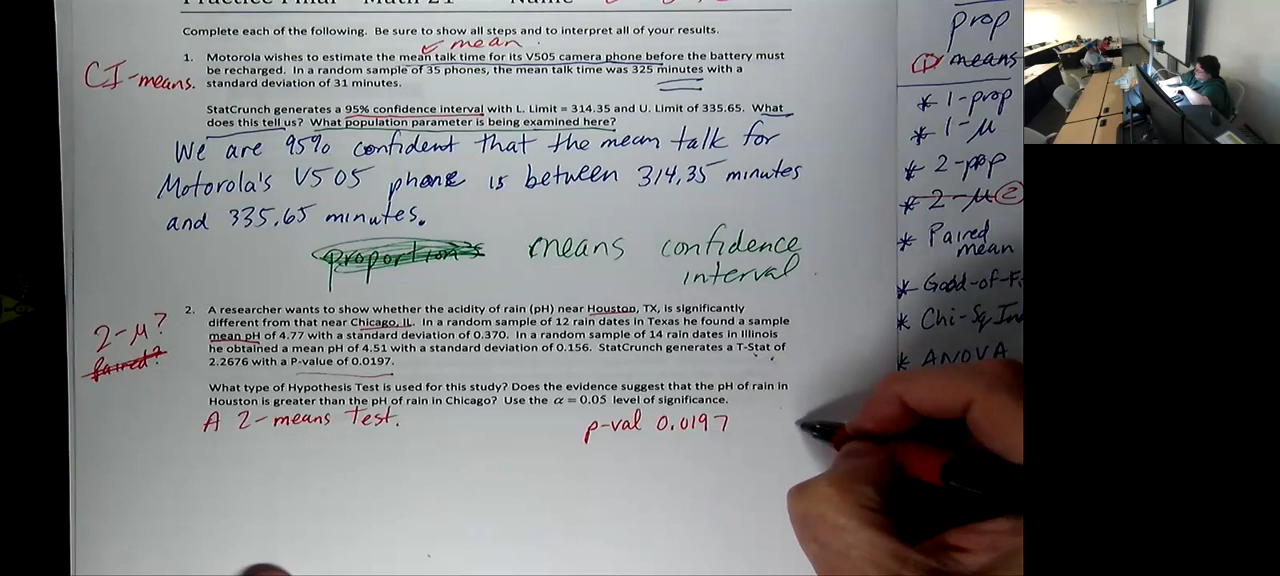 Practice Final – Math 21 Name
Complete each of the following. Be sure to show all steps and to interpret all of your results.
mean
CI-means.
1. Motorola wishes to estimate the mean talk time for its V505 camera phone before the battery must
be recharged. In a random sample of 35 phones, the mean talk time was 325 minutes with a
standard deviation of 31 minutes.
StatCrunch generates a 95% confidence interval with L. Limit = 314.35 and U. Limit of 335.65. What
does this tell us? What population parameter is being examined here?
We are 95% confident that the mean talk for
Motorola's V505 phone is between 314.35 minutes
and 335.65 minutes.
proportions means confidence
interval
2-μ?
paired?
2. A researcher wants to show whether the acidity of rain (pH) near Houston, TX, is significantly
different from that near Chicago, IL. In a random sample of 12 rain dates in Texas he found a sample
mean pH of 4.77 with a standard deviation of 0.370. In a random sample of 14 rain dates in Illinois
he obtained a mean pH of 4.51 with a standard deviation of 0.156. StatCrunch generates a T-Stat of
2.2676 with a P-value of 0.0197.
What type of Hypothesis Test is used for this study? Does the evidence suggest that the pH of rain in
Houston is greater than the pH of rain in Chicago? Use the α = 0.05 level of significance.
A 2-means Test. p-val 0.0197
prop
① means
* 1-prop
* 1-μ
* 2-prop
* 2-μ ②
* Paired
mean
* Good-of-F
* Chi-Sq In
* ANOVA